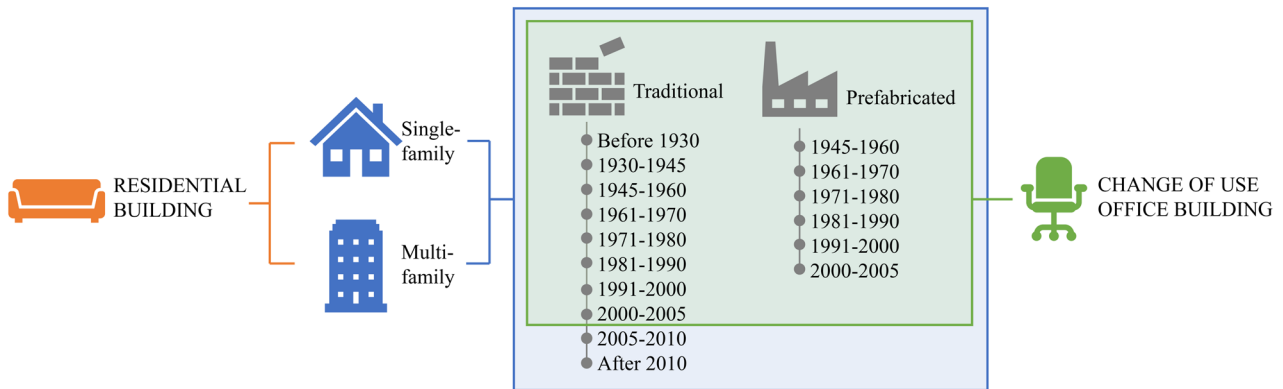 RESIDENTIAL
BUILDING
Single-
family
Multi-
family
Traditional
Before 1930
1930-1945
1945-1960
1961-1970
1971-1980
1981-1990
1991-2000
2000-2005
2005-2010
After 2010
Prefabricated
1945-1960
1961-1970
1971-1980
1981-1990
1991-2000
2000-2005
CHANGE OF USE
OFFICE BUILDING